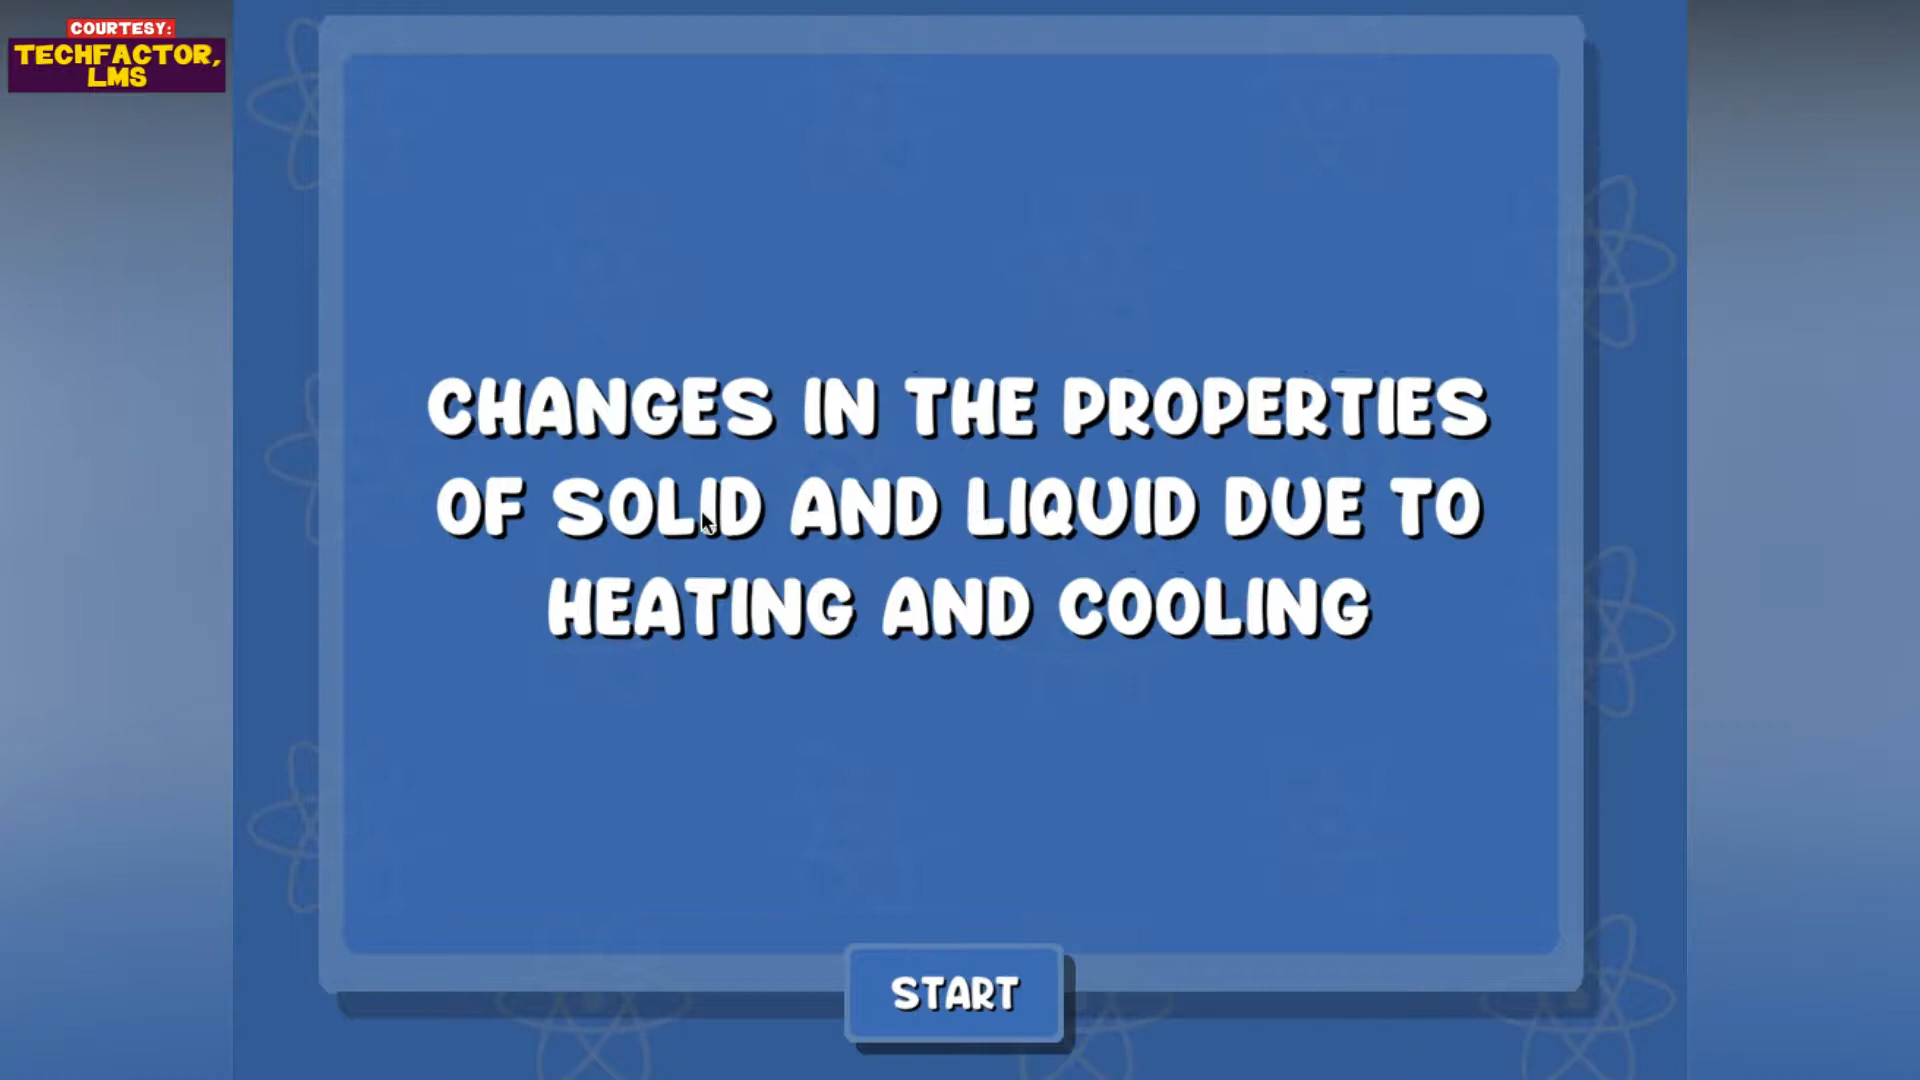 COURTESY:
TECHFACTOR,
LMS
CHANGES IN THE PROPERTIES
OF SOLID AND LIQUID DUE TO
HEATING AND COOLING
START